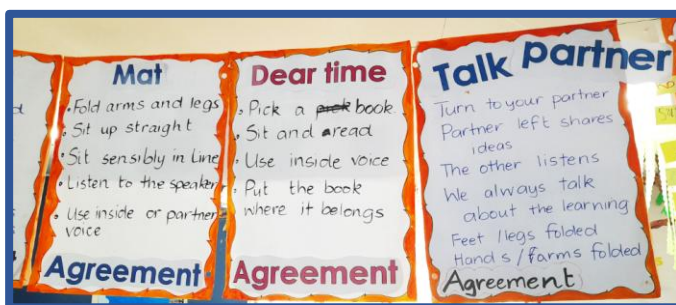 Mat
• Fold arms and legs
• Sit up straight
• Sit sensibly in Line
• Listen to the speaker
• Use inside or partner
voice
Agreement
Dear time
• Pick a book
• Sit and read
• Use inside voice
• Put the book
where it belongs
Agreement
Talk partner
Turn to your partner
Partner left shares
ideas
The other listens
We always talk
about the learning
Feet / legs folded
Hands / farms folded
Agreement